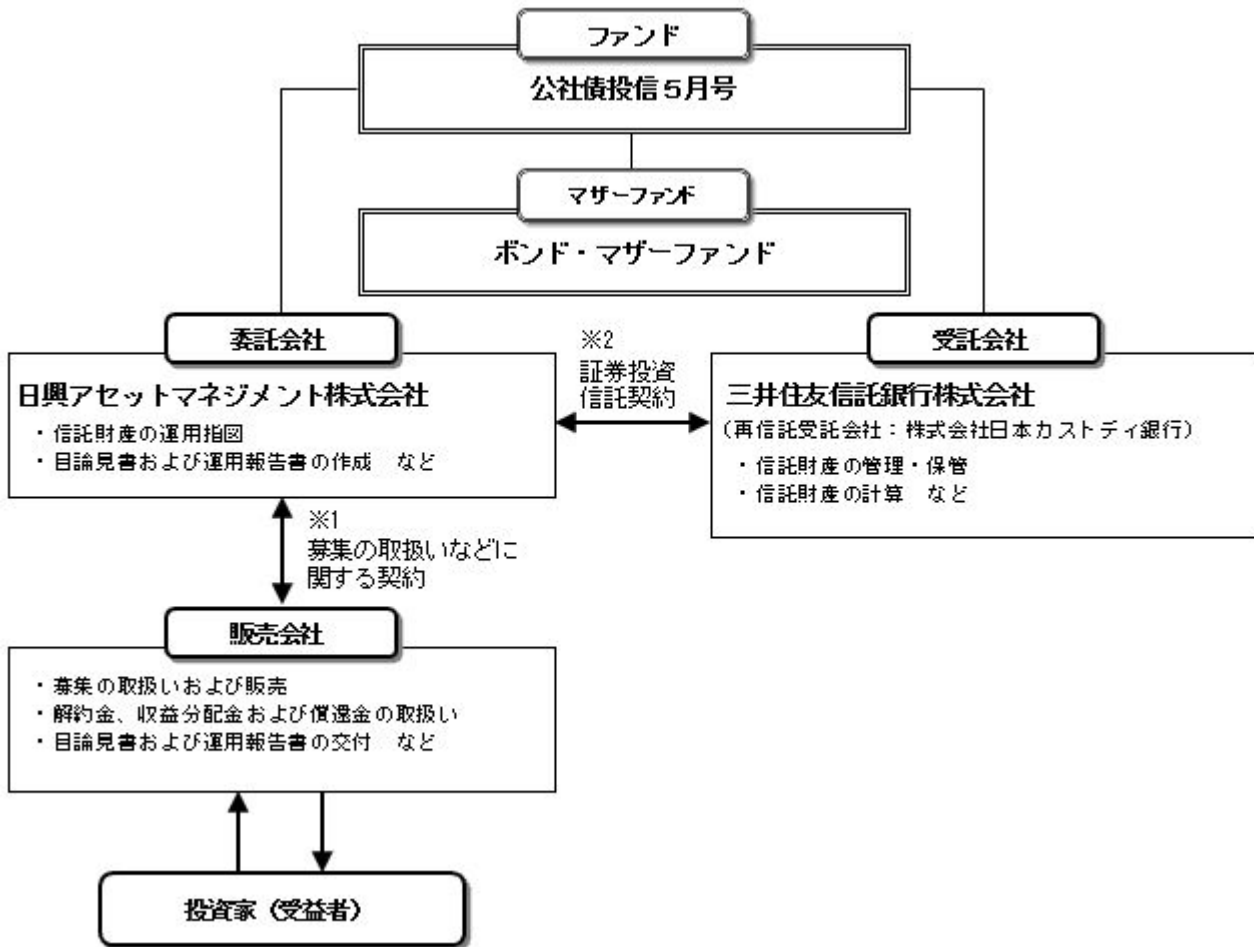 ファンド
公社債投信5月号
マザーファンド
ボンド・マザーファンド
委託会社
日興アセットマネジメント株式会社
・信託財産の運用指図
・目論見書および運用報告書の作成 など
※2
証券投資
信託契約
受託会社
三井住友信託銀行株式会社
(再信託受託会社:株式会社日本カストディ銀行)
・信託財産の管理・保管
・信託財産の計算 など
※1
募集の取扱いなどに
関する契約
販売会社
・募集の取扱いおよび販売
・解約金、収益分配金および償還金の取扱い
・目論見書および運用報告書の交付 など
投資家(受益者)